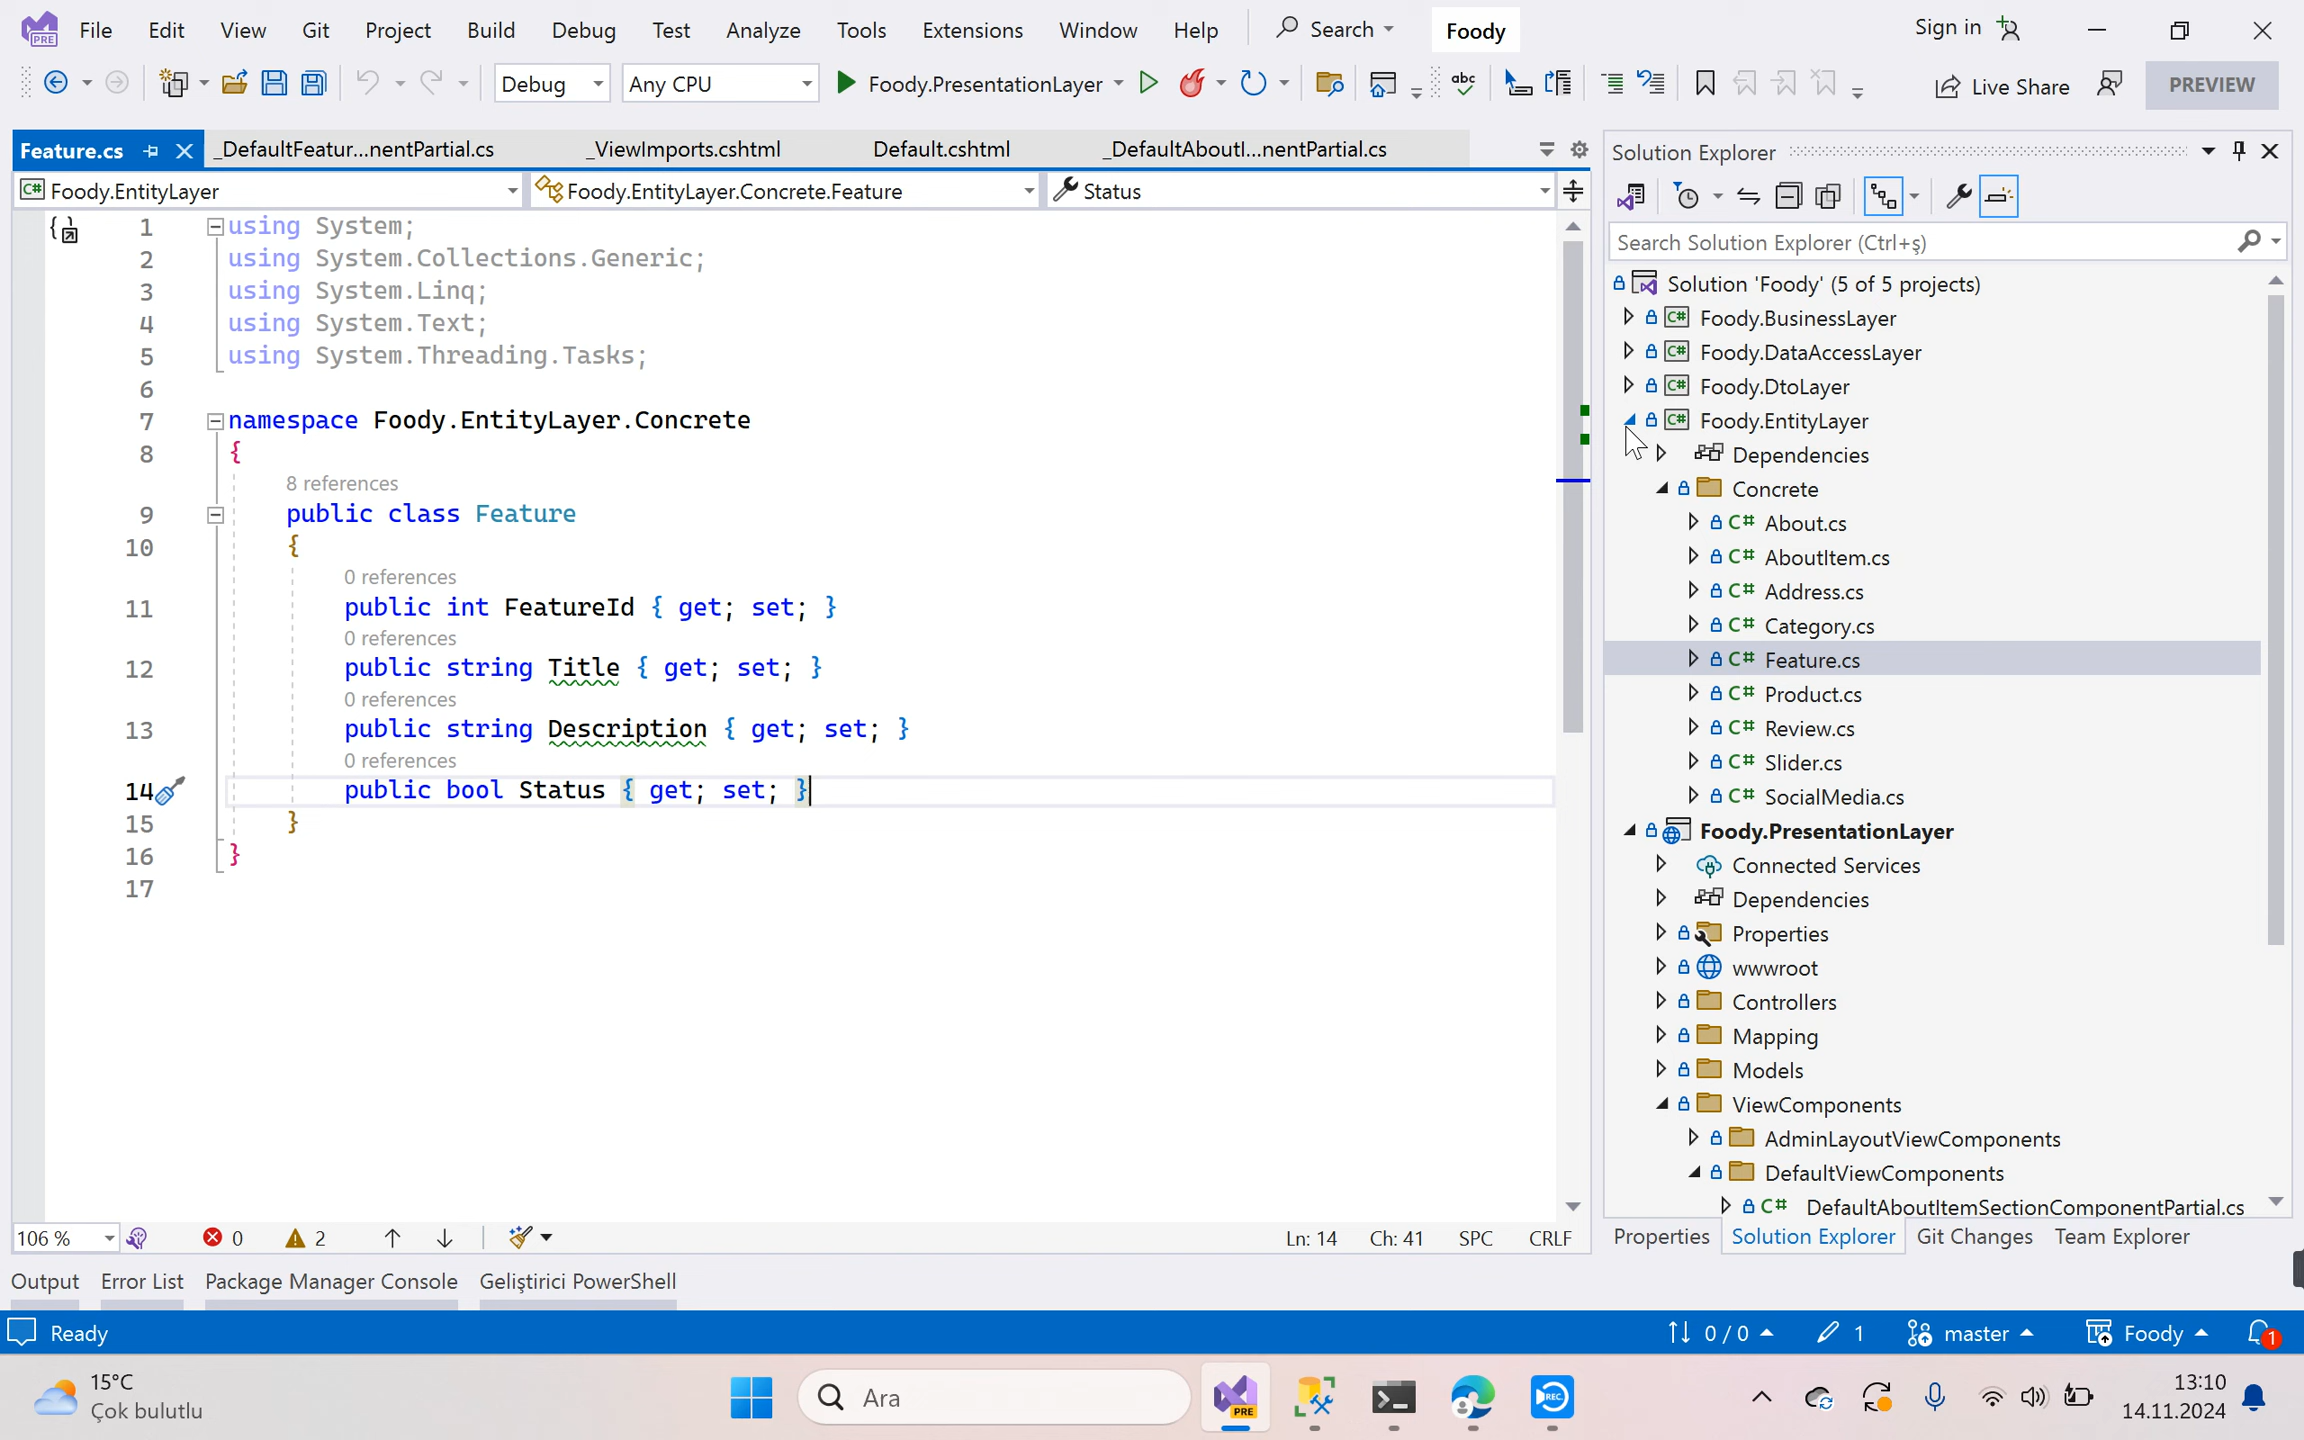 File Edit View Git Project Build Debug Test Analyze Tools Extensions Window Help Search Foody Sign in
Debug Any CPU Foody.PresentationLayer abc Live Share PREVIEW
Feature.cs _DefaultFeatur...nentPartial.cs _ViewImports.cshtml Default.cshtml _DefaultAboutI...nentPartial.cs
Foody.EntityLayer Foody.EntityLayer.Concrete.Feature Status
1 using System;
2 using System.Collections.Generic;
3 using System.Linq;
4 using System.Text;
5 using System.Threading.Tasks;
6
7 namespace Foody.EntityLayer.Concrete
8 {
8 references
9 public class Feature
10 {
0 references
11 public int FeatureId { get; set; }
0 references
12 public string Title { get; set; }
0 references
13 public string Description { get; set; }
0 references
14 public bool Status { get; set; }
15 }
16 }
17
106 % 0 2 Ln: 14 Ch: 41 SPC CRLF
Solution Explorer
Search Solution Explorer (Ctrl+ş)
Solution 'Foody' (5 of 5 projects)
C# Foody.BusinessLayer
C# Foody.DataAccessLayer
C# Foody.DtoLayer
C# Foody.EntityLayer
Dependencies
Concrete
C# About.cs
C# AboutItem.cs
C# Address.cs
C# Category.cs
C# Feature.cs
C# Product.cs
C# Review.cs
C# Slider.cs
C# SocialMedia.cs
Foody.PresentationLayer
Connected Services
Dependencies
Properties
wwwroot
Controllers
Mapping
Models
ViewComponents
AdminLayoutViewComponents
DefaultViewComponents
C# DefaultAboutItemSectionComponentPartial.cs
Properties Solution Explorer Git Changes Team Explorer
Output Error List Package Manager Console Geliştirici PowerShell
Ready 0 / 0 1 master Foody 1
15°C
Çok bulutlu
Ara
PRE
REC
13:10
14.11.2024